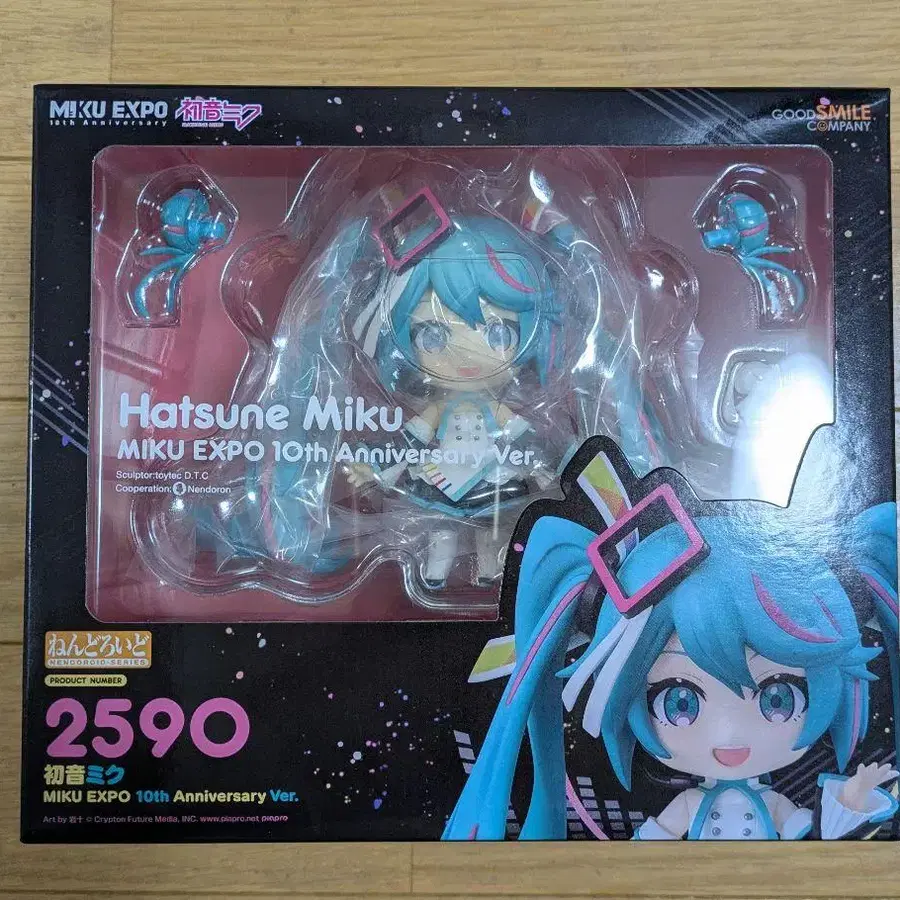 MIKU EXPO
10th Anniversary
初音ミク
GOODSMILE
COMPANY
Hatsune Miku
MIKU EXPO 10th Anniversary Ver.
Sculptor:toytec D.T.C
Cooperation: Nendoron
ねんどろいど
NENDOROID-SERIES
PRODUCT NUMBER
2590
初音ミク
MIKU EXPO 10th Anniversary Ver.
Art by 岩十 © Crypton Future Media, INC. www.piapro.net piapro